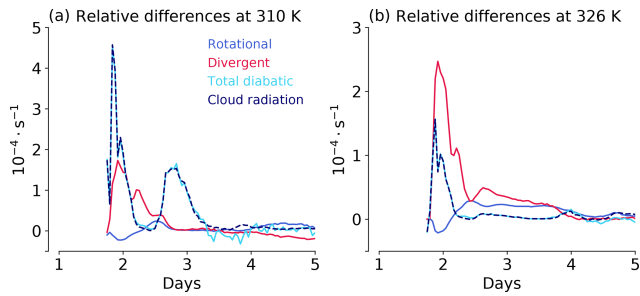 (a) Relative differences at 310 K
5
4
3
2
1
0
10⁻⁴ · s⁻¹
Rotational
Divergent
Total diabatic
Cloud radiation
1 2 3 4 5
Days
(b) Relative differences at 326 K
3
2
1
0
10⁻⁴ · s⁻¹
1 2 3 4 5
Days